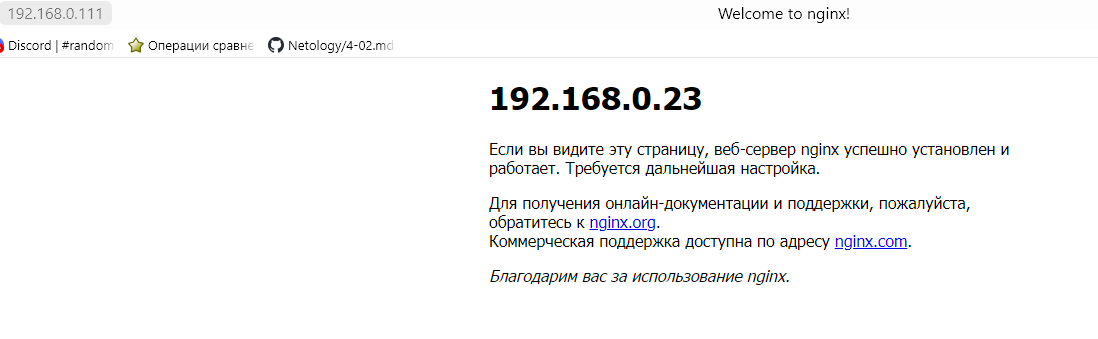 192.168.0.111
Welcome to nginx!
Discord | #random
Операции сравне
Netology/4-02.md
192.168.0.23
Если вы видите эту страницу, веб-сервер nginx успешно установлен и
работает. Требуется дальнейшая настройка.
Для получения онлайн-документации и поддержки, пожалуйста,
обратитесь к nginx.org.
Коммерческая поддержка доступна по адресу nginx.com.
Благодарим вас за использование nginx.